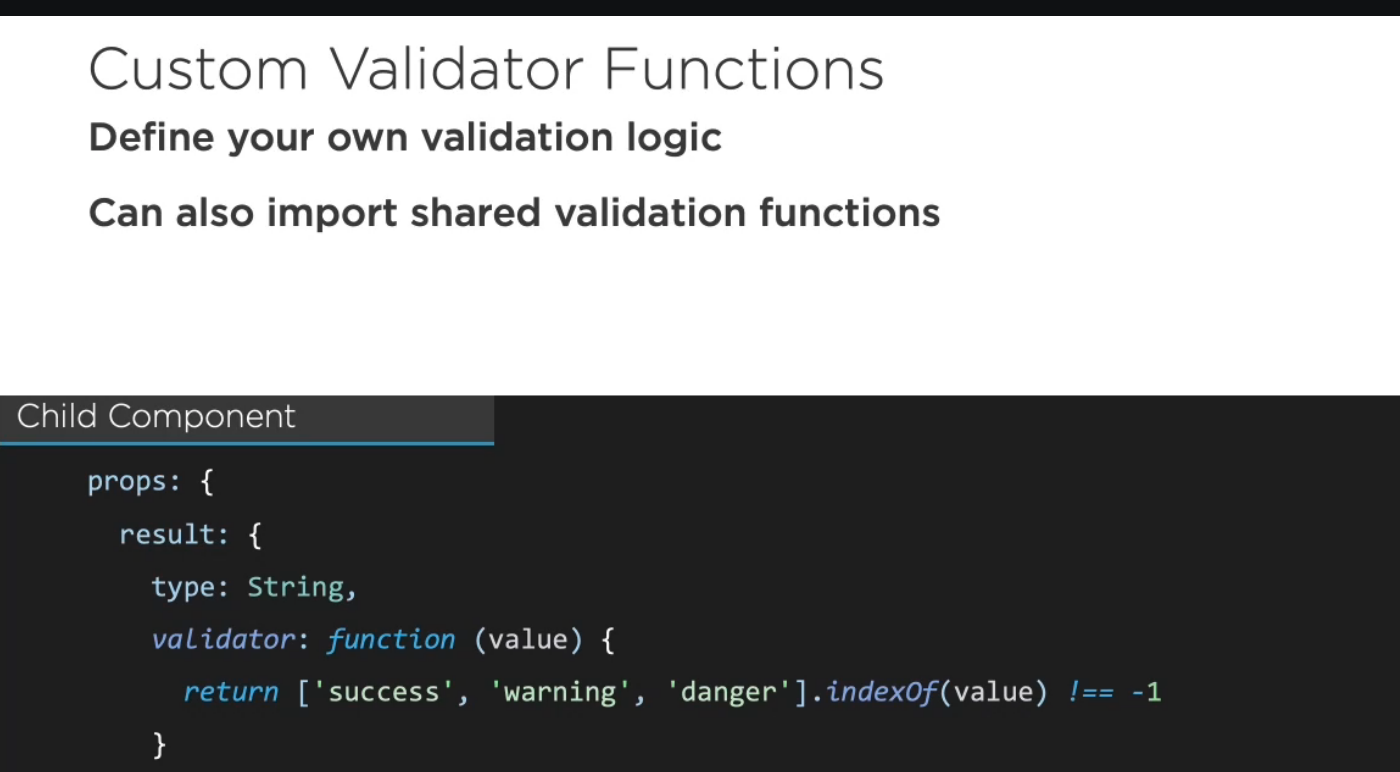 Custom Validator Functions
Define your own validation logic
Can also import shared validation functions
Child Component
props: {
result: {
type: String,
validator: function (value) {
return ['success', 'warning', 'danger'].indexOf(value) !== -1
}